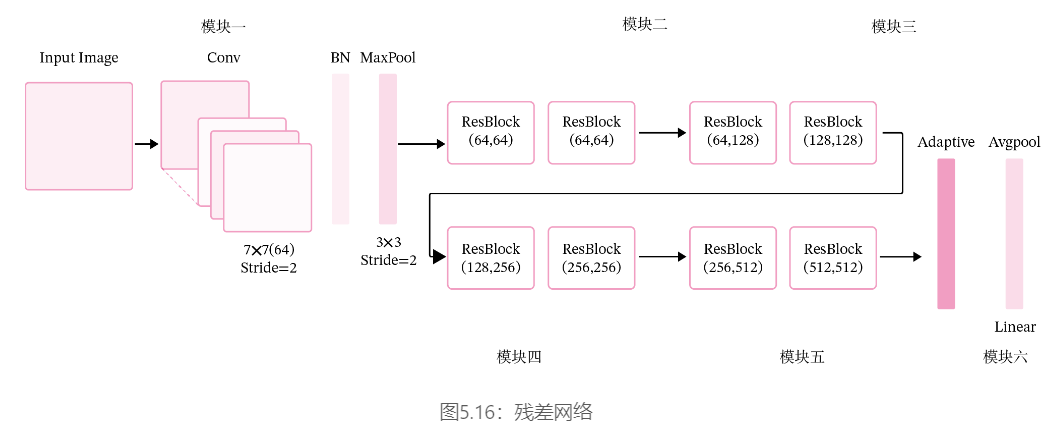 模块一
模块二
模块三
Input Image
Conv
BN
MaxPool
7×7(64)
Stride=2
3×3
Stride=2
ResBlock
(64,64)
ResBlock
(64,64)
ResBlock
(64,128)
ResBlock
(128,128)
Adaptive
Avgpool
ResBlock
(128,256)
ResBlock
(256,256)
ResBlock
(256,512)
ResBlock
(512,512)
Linear
模块四
模块五
模块六
图5.16：残差网络